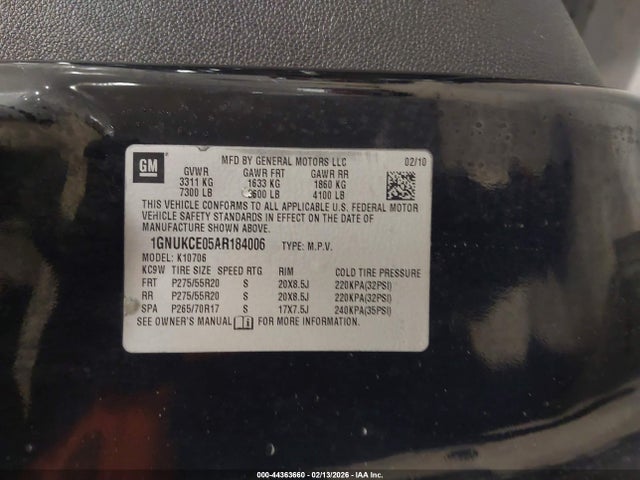 GM
MFD BY GENERAL MOTORS LLC 02/10
GVWR GAWR FRT GAWR RR
3311 KG 1633 KG 1860 KG
7300 LB 3600 LB 4100 LB
THIS VEHICLE CONFORMS TO ALL APPLICABLE U.S. FEDERAL MOTOR
VEHICLE SAFETY STANDARDS IN EFFECT ON THE DATE OF
MANUFACTURE SHOWN ABOVE.
1GNUKCE05AR184006 TYPE: M.P.V.
MODEL: K10706
KC9W TIRE SIZE SPEED RTG RIM COLD TIRE PRESSURE
FRT P275/55R20 S 20X8.5J 220KPA(32PSI)
RR P275/55R20 S 20X8.5J 220KPA(32PSI)
SPA P265/70R17 S 17X7.5J 240KPA(35PSI)
SEE OWNER'S MANUAL FOR MORE INFORMATION.
000-44363660 - 02/13/2026 - IAA Inc.